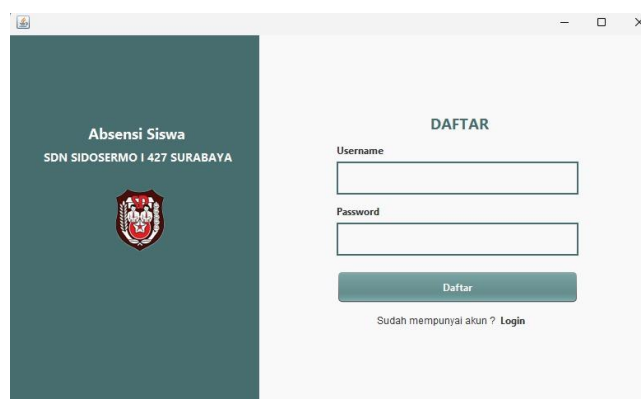 Absensi Siswa
SDN SIDOSERMO I 427 SURABAYA
DAFTAR
Username
Password
Daftar
Sudah mempunyai akun ? Login